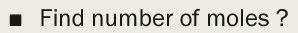 ■ Find number of moles ?